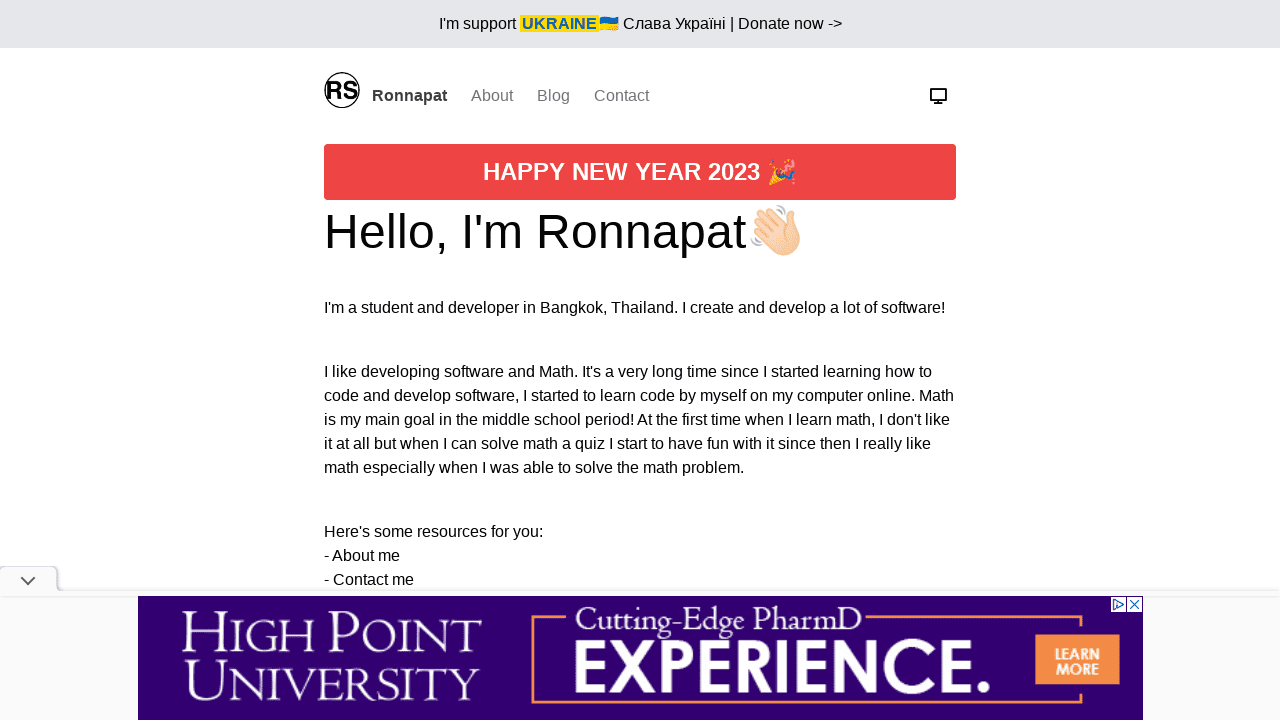 I'm support UKRAINE🇺🇦 Слава Україні | Donate now ->
RS Ronnapat About Blog Contact
HAPPY NEW YEAR 2023 🎉
Hello, I'm Ronnapat👋🏻
I'm a student and developer in Bangkok, Thailand. I create and develop a lot of software!
I like developing software and Math. It's a very long time since I started learning how to
code and develop software, I started to learn code by myself on my computer online. Math
is my main goal in the middle school period! At the first time when I learn math, I don't like
it at all but when I can solve math a quiz I start to have fun with it since then I really like
math especially when I was able to solve the math problem.
Here's some resources for you:
- About me
- Contact me
HIGH POINT
UNIVERSITY
Cutting-Edge PharmD
EXPERIENCE.
LEARN
MORE